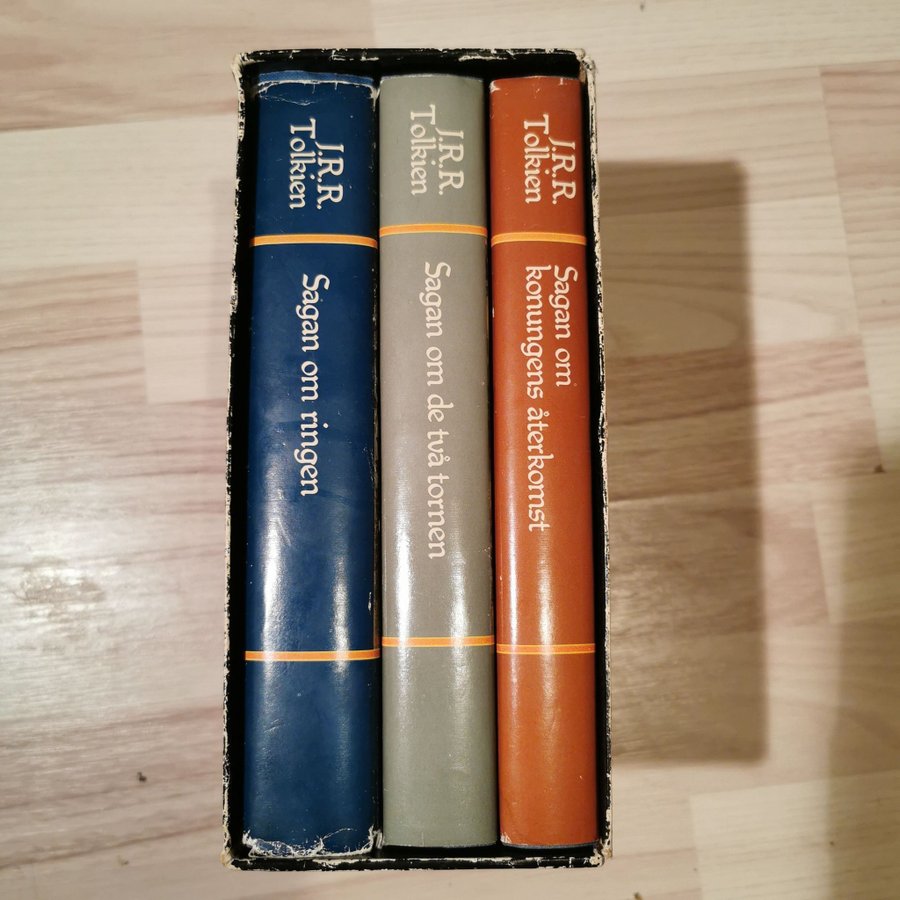 J.R.R.
Tolkien
Sagan om ringen
J.R.R.
Tolkien
Sagan om de två tornen
J.R.R.
Tolkien
Sagan om
konungens återkomst